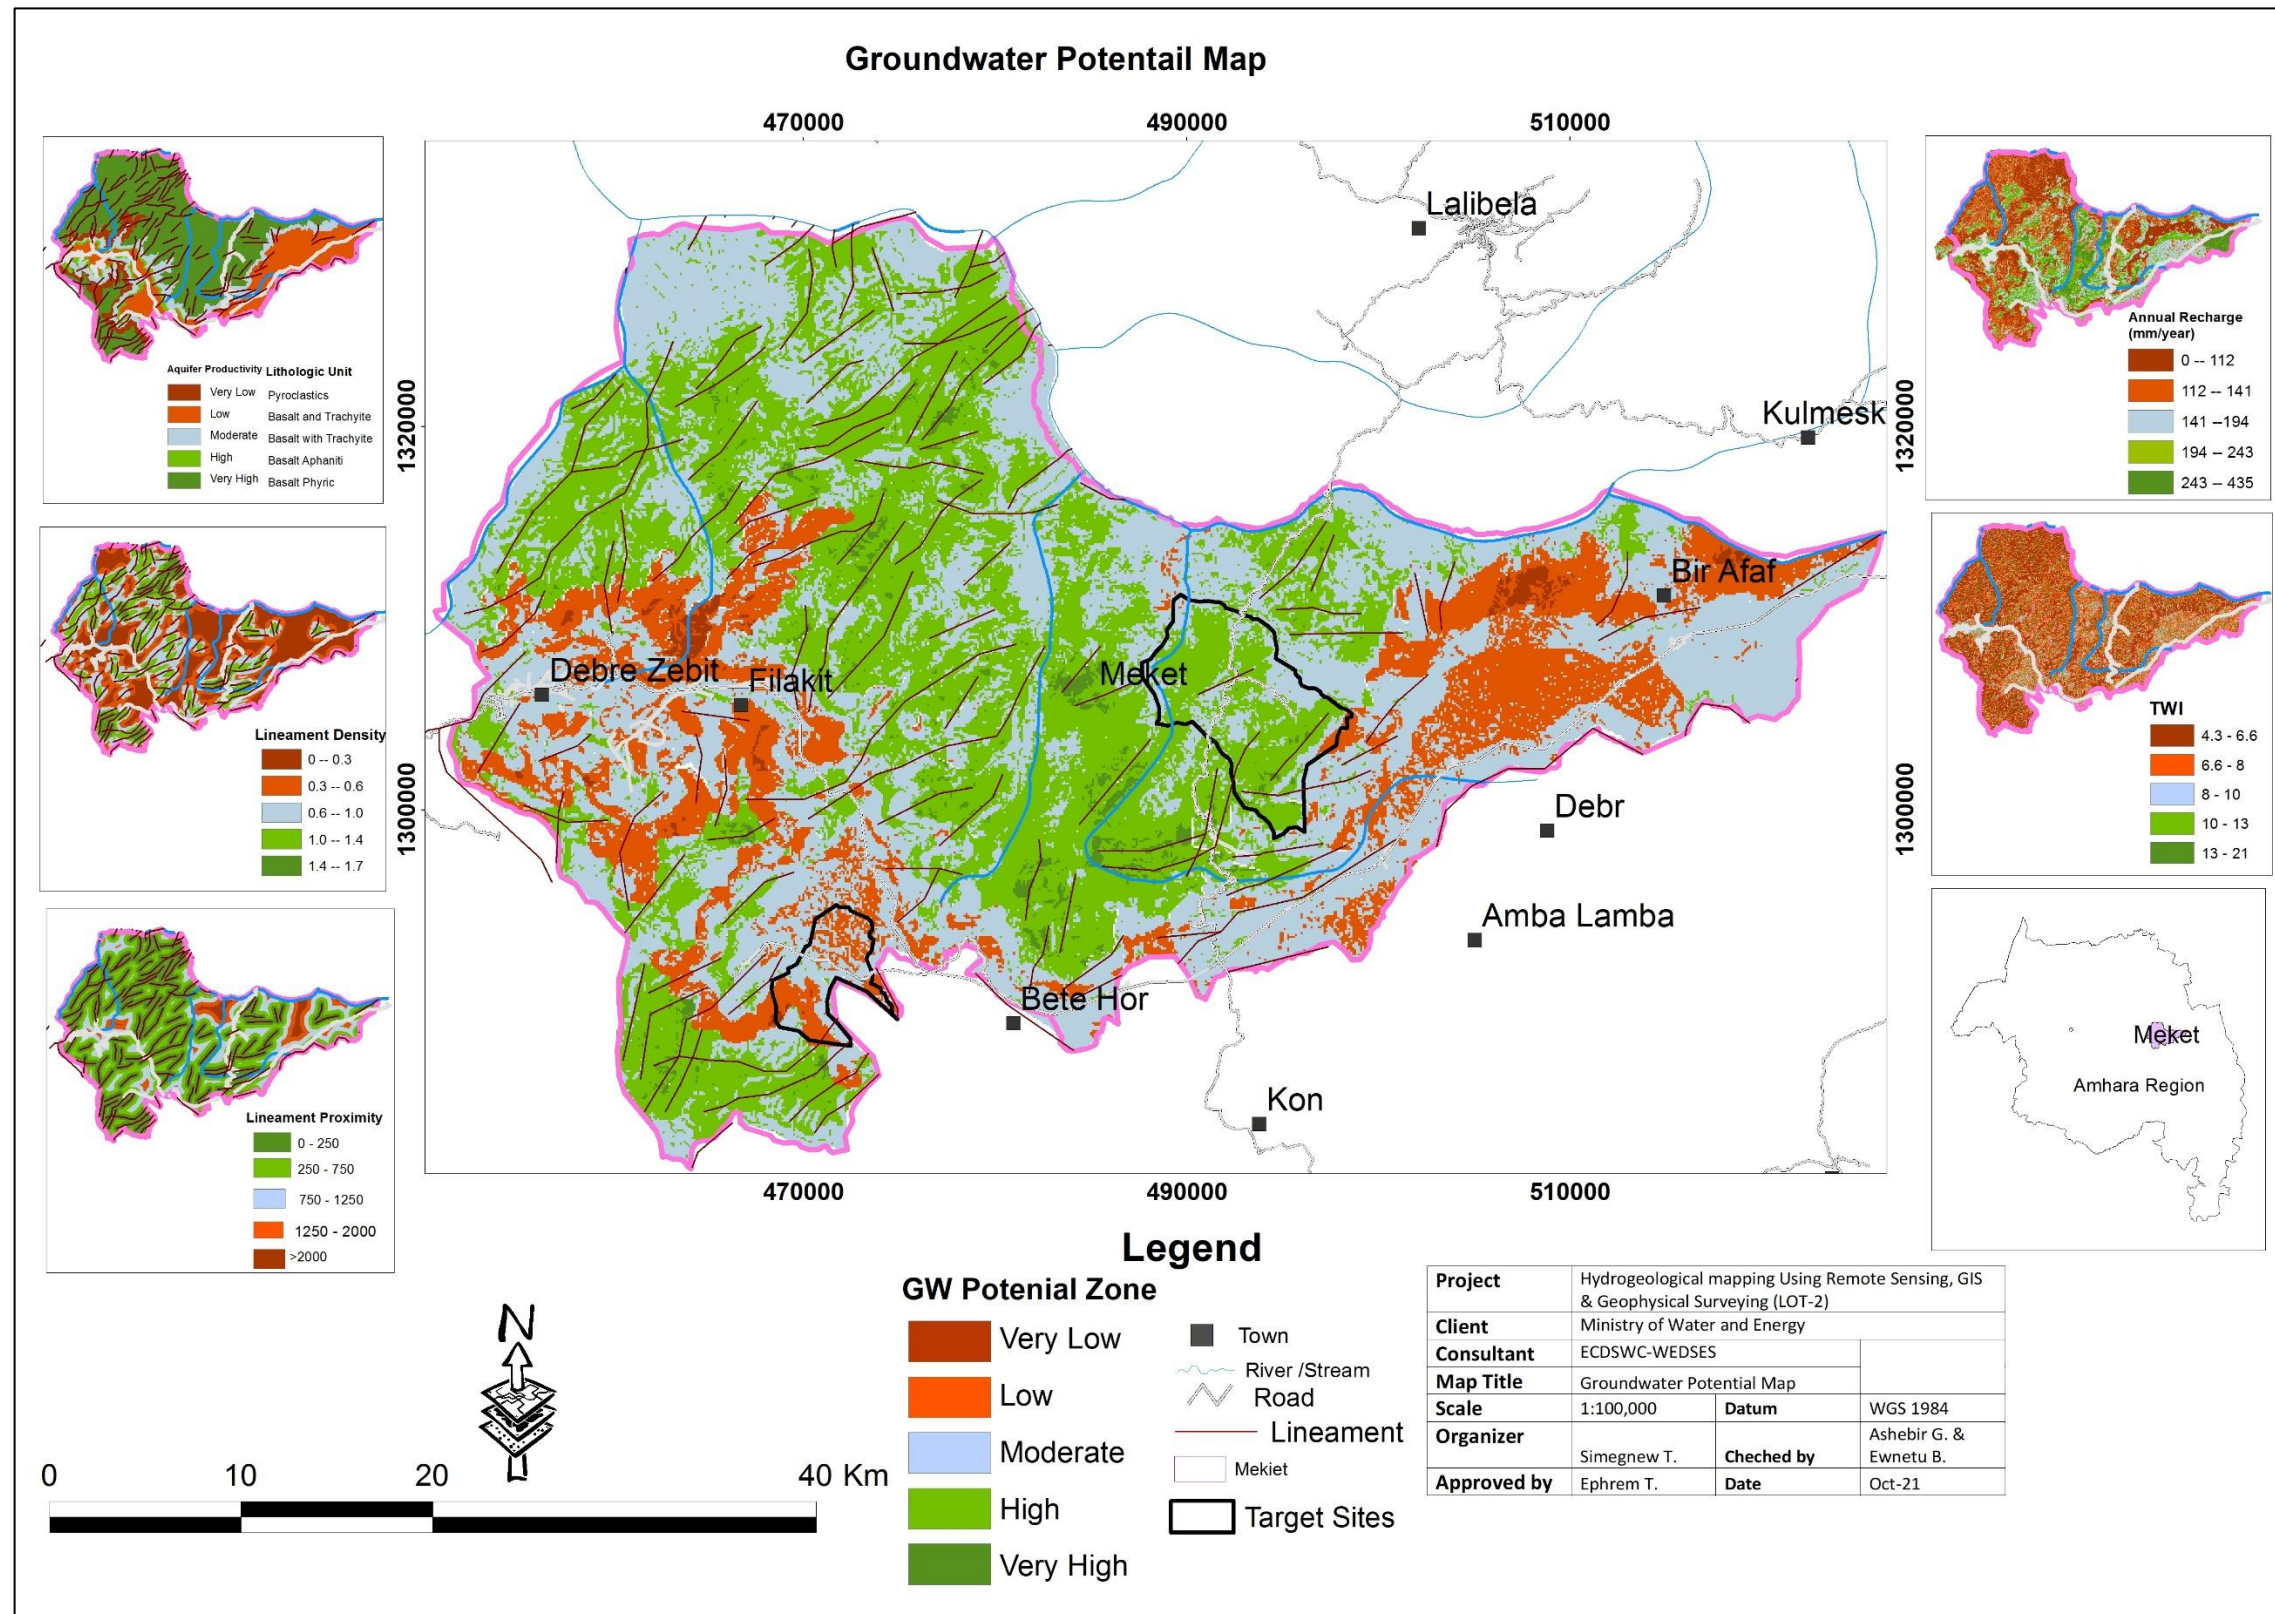 Groundwater Potentail Map
470000
490000
510000
1320000
1300000
1320000
1300000
470000
490000
510000
Lalibela
Kulmesk
Bir Afaf
Debre Zebit
Filakit
Meket
Debr
Amba Lamba
Bete Hor
Kon
Aquifer Productivity Lithologic Unit
Very Low Pyroclastics
Low Basalt and Trachyite
Moderate Basalt with Trachyite
High Basalt Aphaniti
Very High Basalt Phyric
Lineament Density
0 -- 0.3
0.3 -- 0.6
0.6 -- 1.0
1.0 -- 1.4
1.4 -- 1.7
Lineament Proximity
0 - 250
250 - 750
750 - 1250
1250 - 2000
>2000
Annual Recharge
(mm/year)
0 -- 112
112 -- 141
141 --194
194 -- 243
243 -- 435
TWI
4.3 - 6.6
6.6 - 8
8 - 10
10 - 13
13 - 21
Meket
Amhara Region
N
0 10 20 40 Km
Legend
GW Potenial Zone
Very Low
Low
Moderate
High
Very High
Town
River /Stream
Road
Lineament
Mekiet
Target Sites
Project Hydrogeological mapping Using Remote Sensing, GIS
& Geophysical Surveying (LOT-2)
Client Ministry of Water and Energy
Consultant ECDSWC-WEDSES
Map Title Groundwater Potential Map
Scale 1:100,000 Datum WGS 1984
Organizer Simegnew T. Cheched by Ashebir G. &
Ewnetu B.
Approved by Ephrem T. Date Oct-21